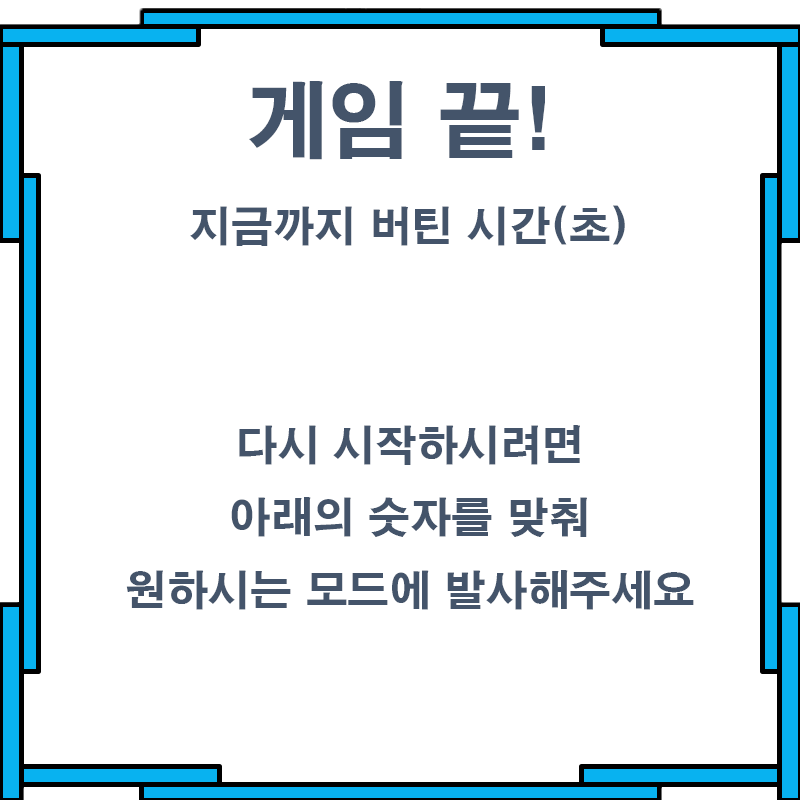 게임 끝!
지금까지 버틴 시간(초)
다시 시작하시려면
아래의 숫자를 맞춰
원하시는 모드에 발사해주세요